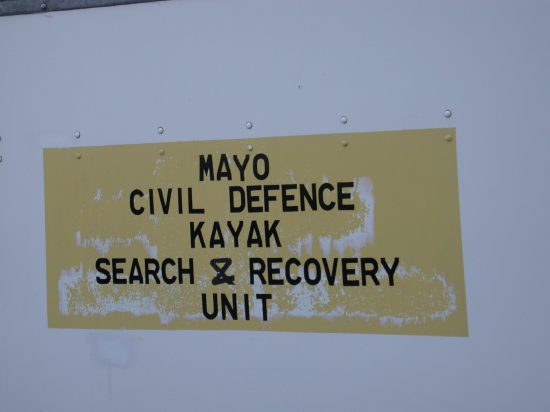 MAYO
CIVIL DEFENCE
KAYAK
SEARCH & RECOVERY
UNIT